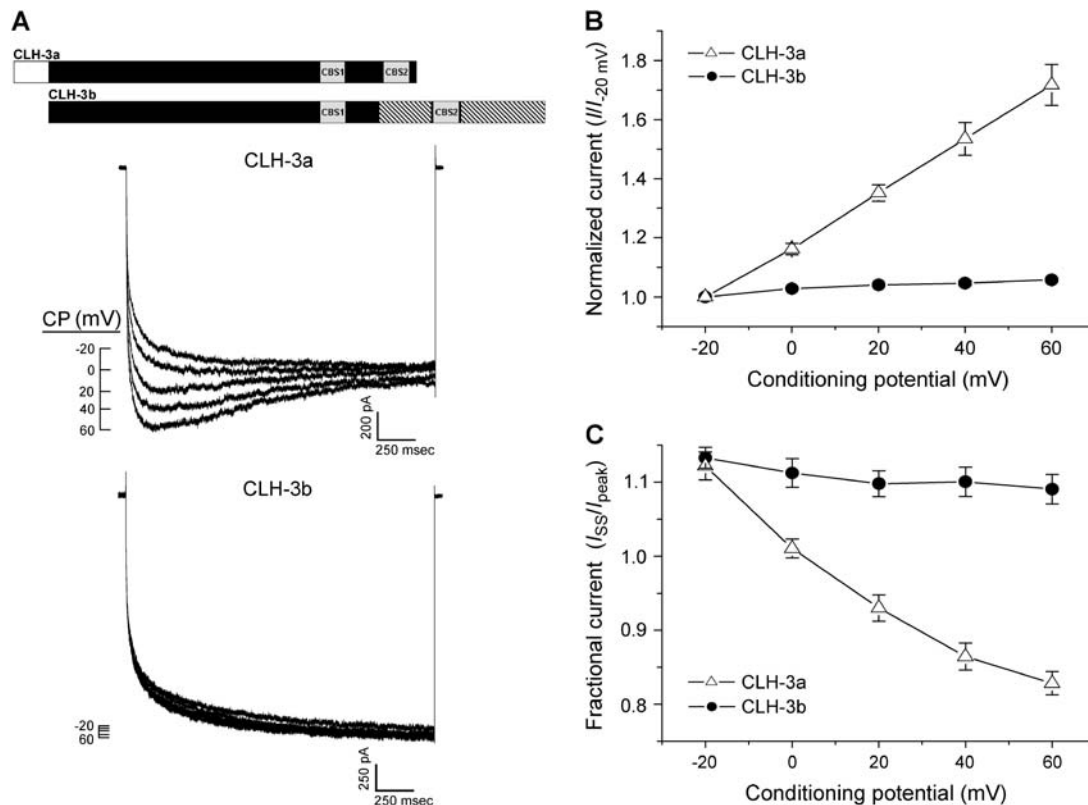 A
CLH-3a
CBS1
CBS2
CLH-3b
CBS1
CBS2
CLH-3a
CP (mV)
-20
0
20
40
60
200 pA
250 msec
CLH-3b
-20
60
250 pA
250 msec
B
CLH-3a
CLH-3b
Normalized current (I/I-20 mV)
1.8
1.6
1.4
1.2
1.0
-20
0
20
40
60
Conditioning potential (mV)
C
Fractional current (ISS/Ipeak)
1.1
1.0
0.9
0.8
CLH-3a
CLH-3b
-20
0
20
40
60
Conditioning potential (mV)